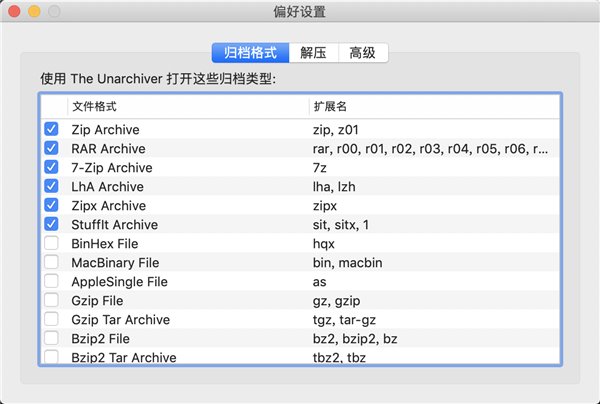 偏好设置
归档格式 解压 高级
使用 The Unarchiver 打开这些归档类型:
文件格式 扩展名
Zip Archive zip, z01
RAR Archive rar, r00, r01, r02, r03, r04, r05, r06, r...
7-Zip Archive 7z
LhA Archive lha, lzh
Zipx Archive zipx
StuffIt Archive sit, sitx, 1
BinHex File hqx
MacBinary File bin, macbin
AppleSingle File as
Gzip File gz, gzip
Gzip Tar Archive tgz, tar-gz
Bzip2 File bz2, bzip2, bz
Bzip2 Tar Archive tbz2, tbz